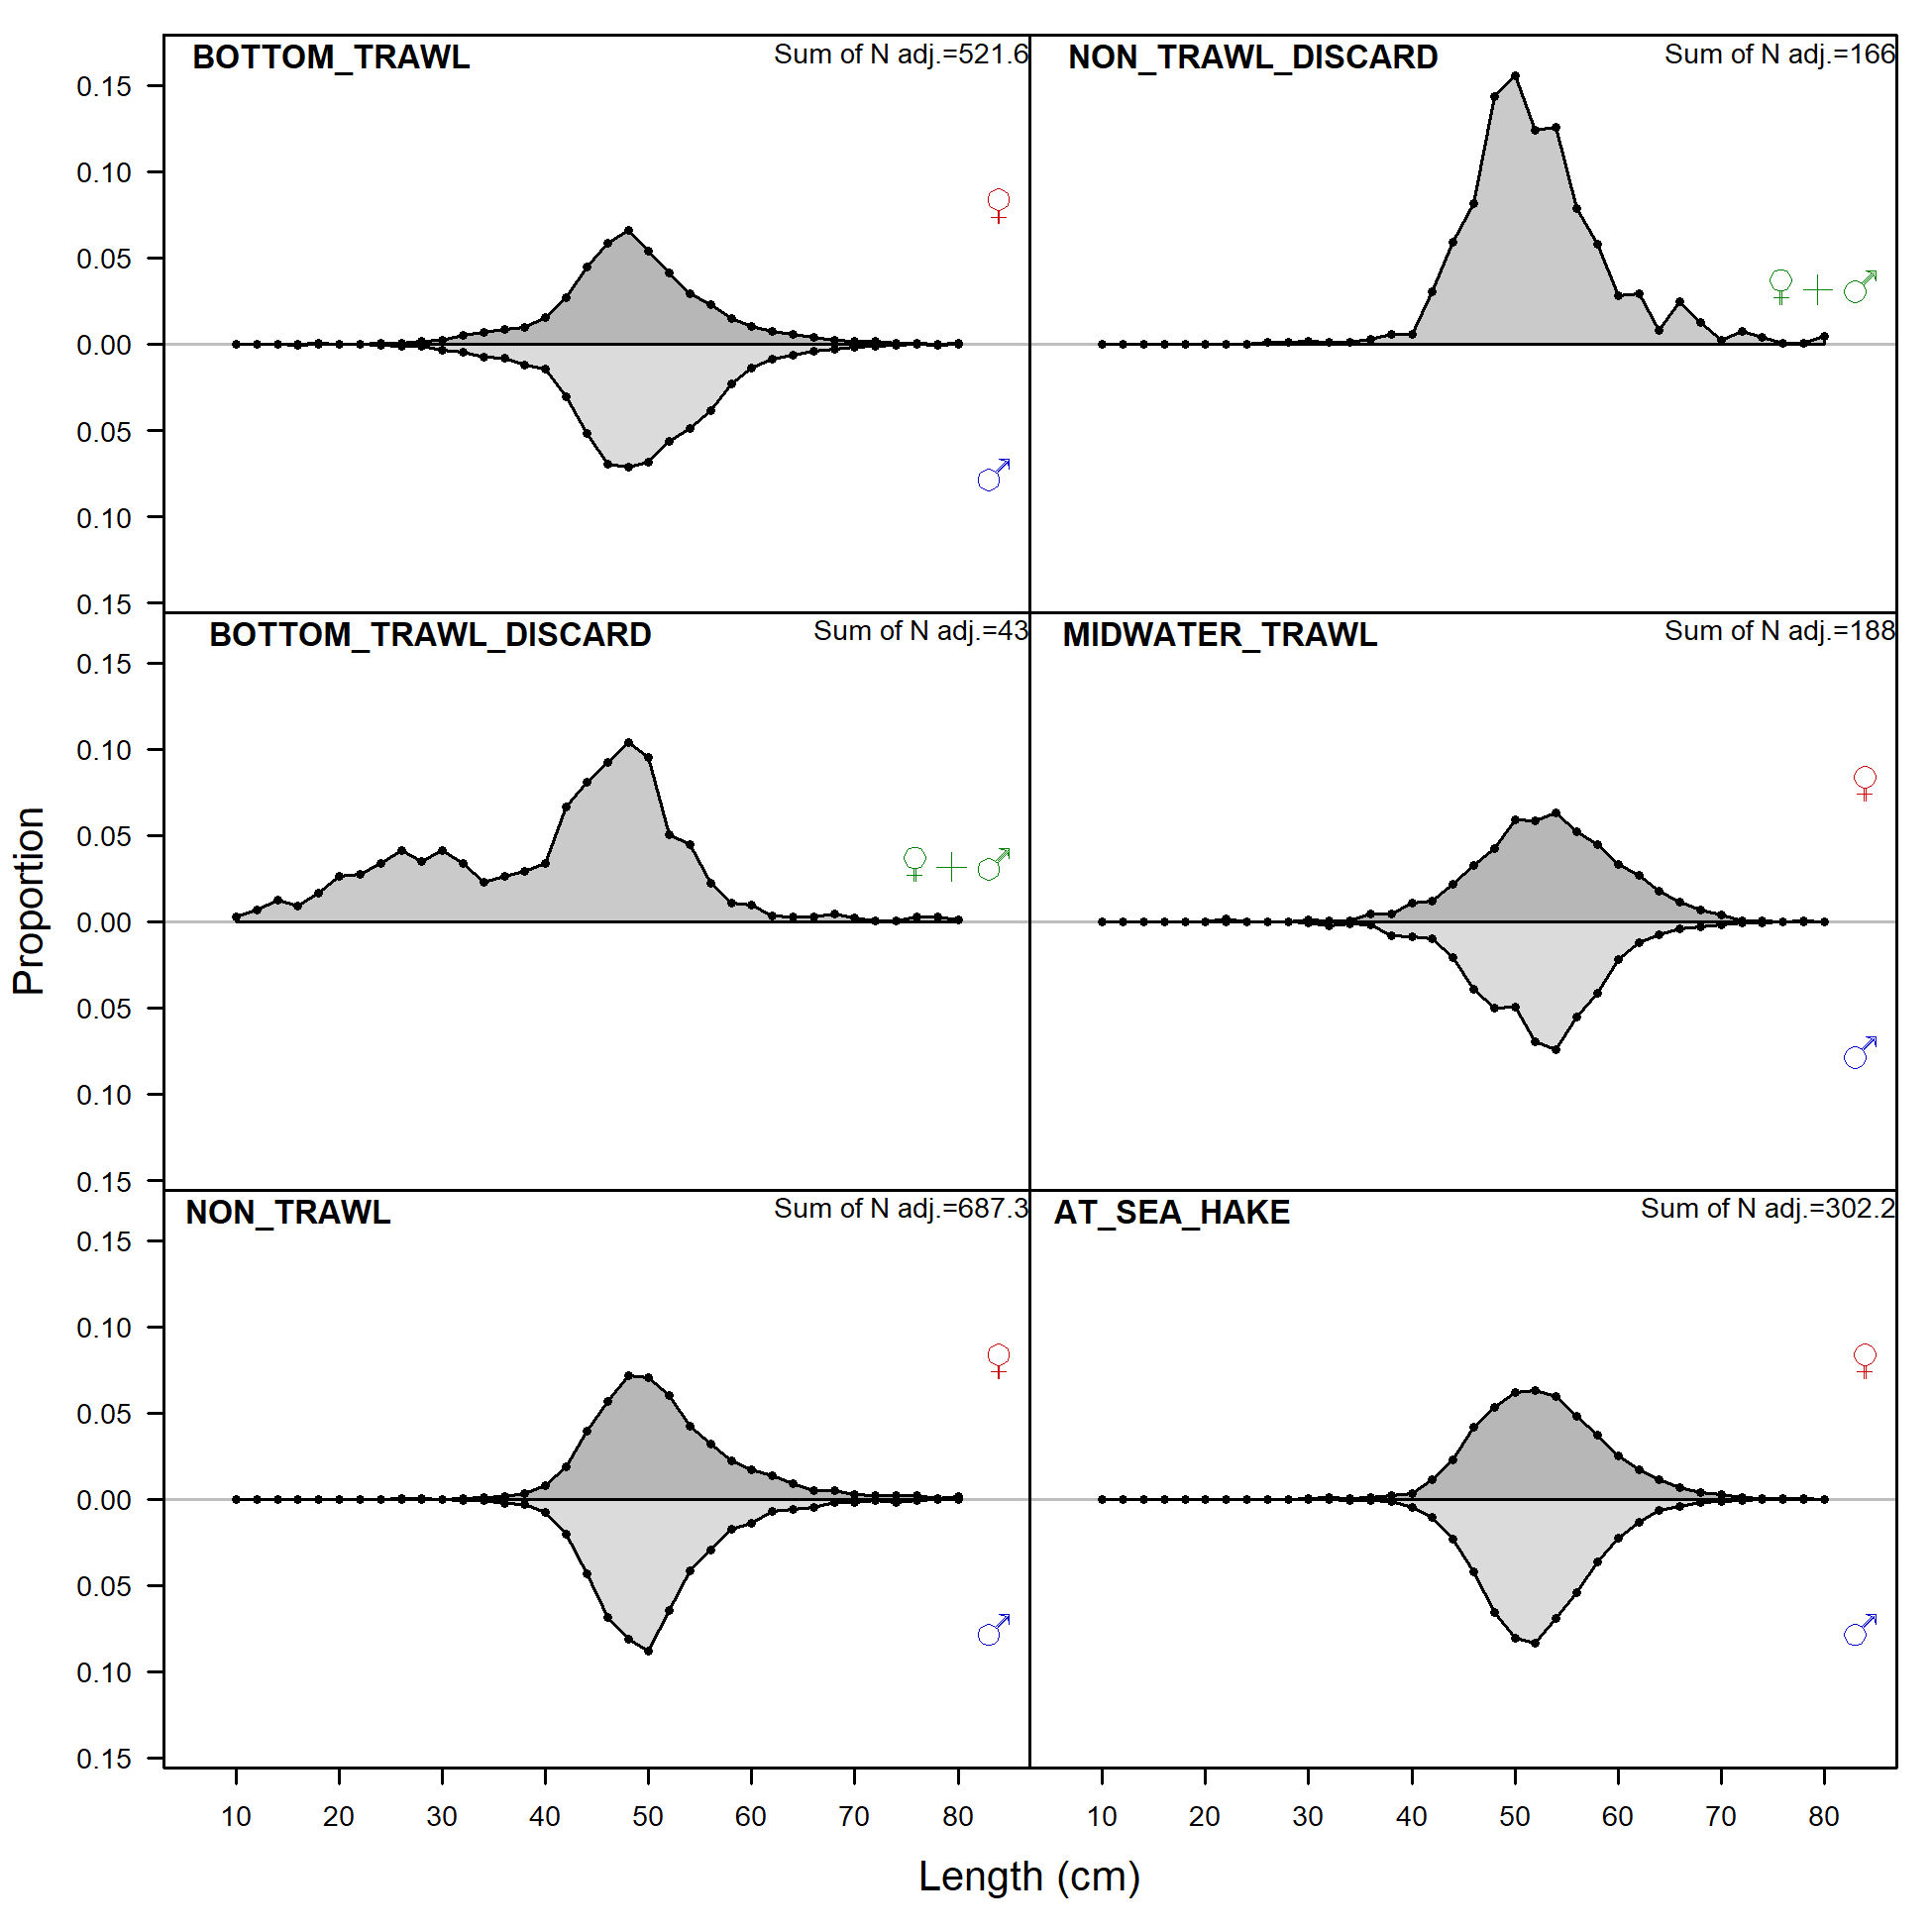 BOTTOM_TRAWL
Sum of N adj.=521.6
NON_TRAWL_DISCARD
Sum of N adj.=166
0.15
0.10
0.05
0.00
0.05
0.10
0.15
♀
♂
♀+♂
BOTTOM_TRAWL_DISCARD
Sum of N adj.=43
MIDWATER_TRAWL
Sum of N adj.=188
0.15
0.10
0.05
0.00
0.05
0.10
0.15
♀+♂
♀
♂
Proportion
NON_TRAWL
Sum of N adj.=687.3
AT_SEA_HAKE
Sum of N adj.=302.2
0.15
0.10
0.05
0.00
0.05
0.10
0.15
♀
♂
♀
♂
10 20 30 40 50 60 70 80
10 20 30 40 50 60 70 80
Length (cm)